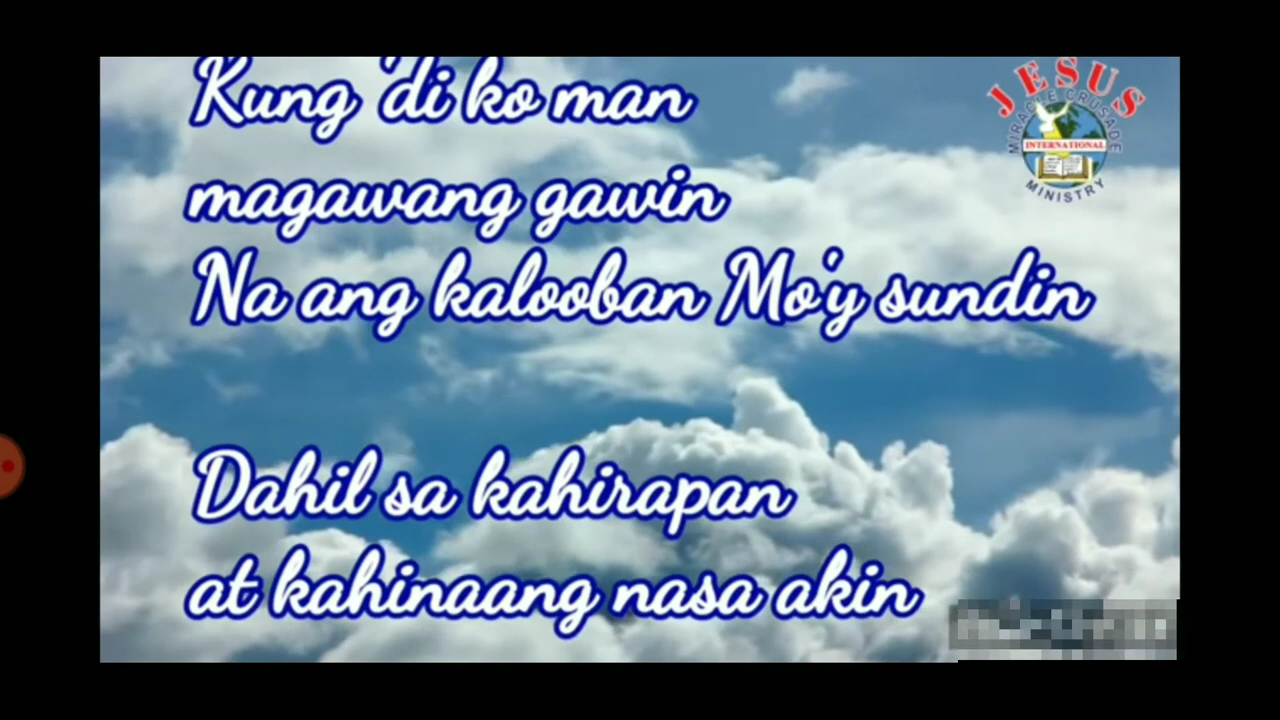 Kung 'di ko man
magawang gawin
Na ang kalooban Mo'y sundin
Dahil sa kahirapan
at kahinaang nasa akin
JESUS
MIRACLE CRUSADE
INTERNATIONAL
MINISTRY